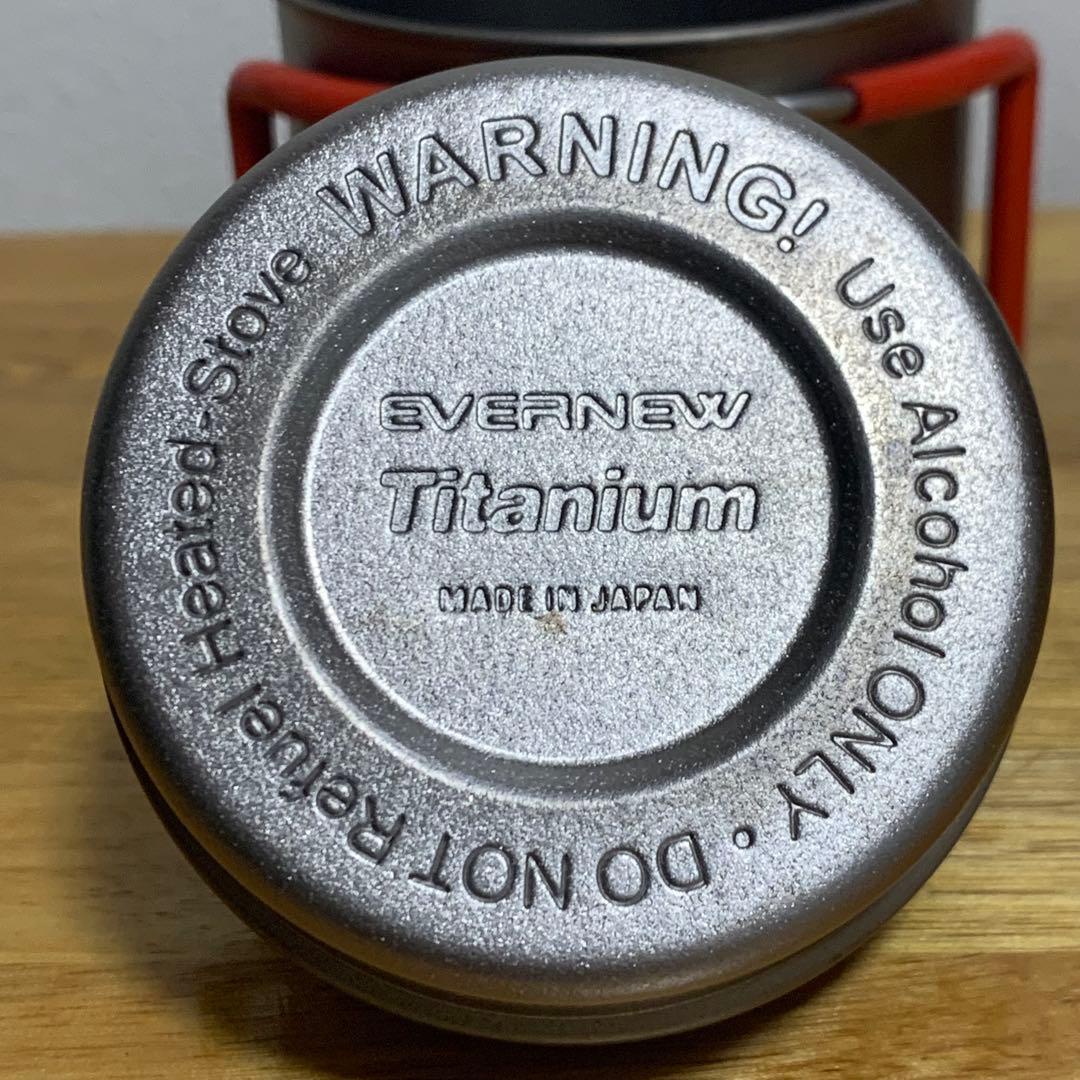 WARNING! Use Alcohol ONLY • DO NOT Refuel Heated-Stove
EVERNEW
Titanium
MADE IN JAPAN